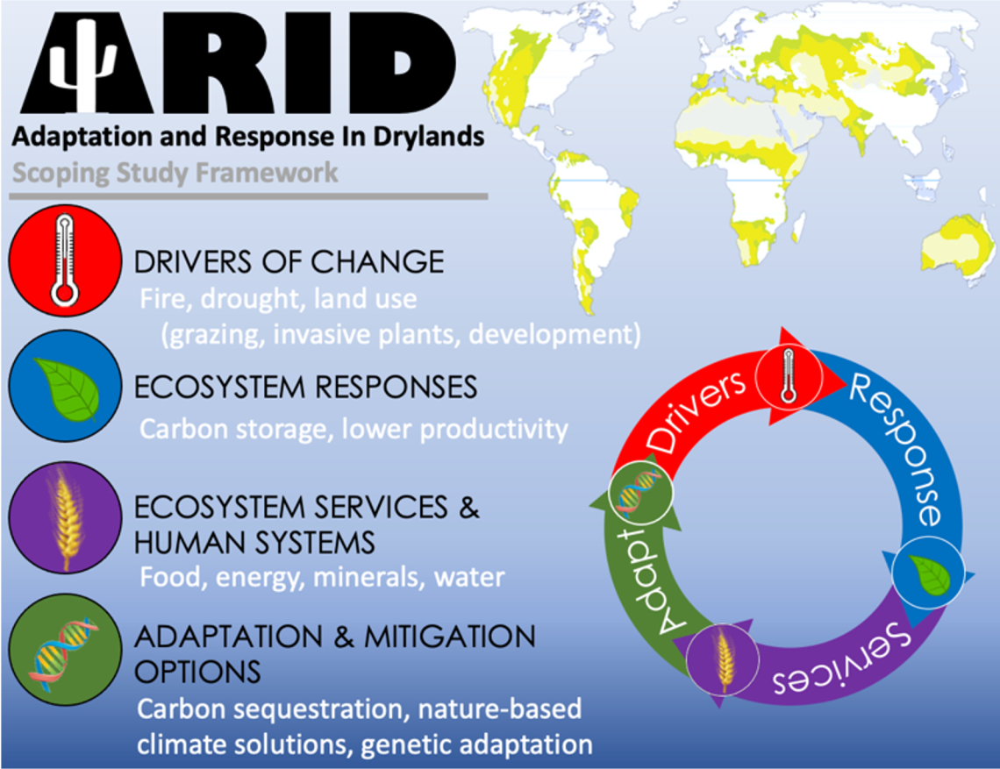 ARID
Adaptation and Response In Drylands
Scoping Study Framework
DRIVERS OF CHANGE
Fire, drought, land use
(grazing, invasive plants, development)
ECOSYSTEM RESPONSES
Carbon storage, lower productivity
ECOSYSTEM SERVICES &
HUMAN SYSTEMS
Food, energy, minerals, water
ADAPTATION & MITIGATION
OPTIONS
Carbon sequestration, nature-based
climate solutions, genetic adaptation
Drivers
Response
Services
Adapt